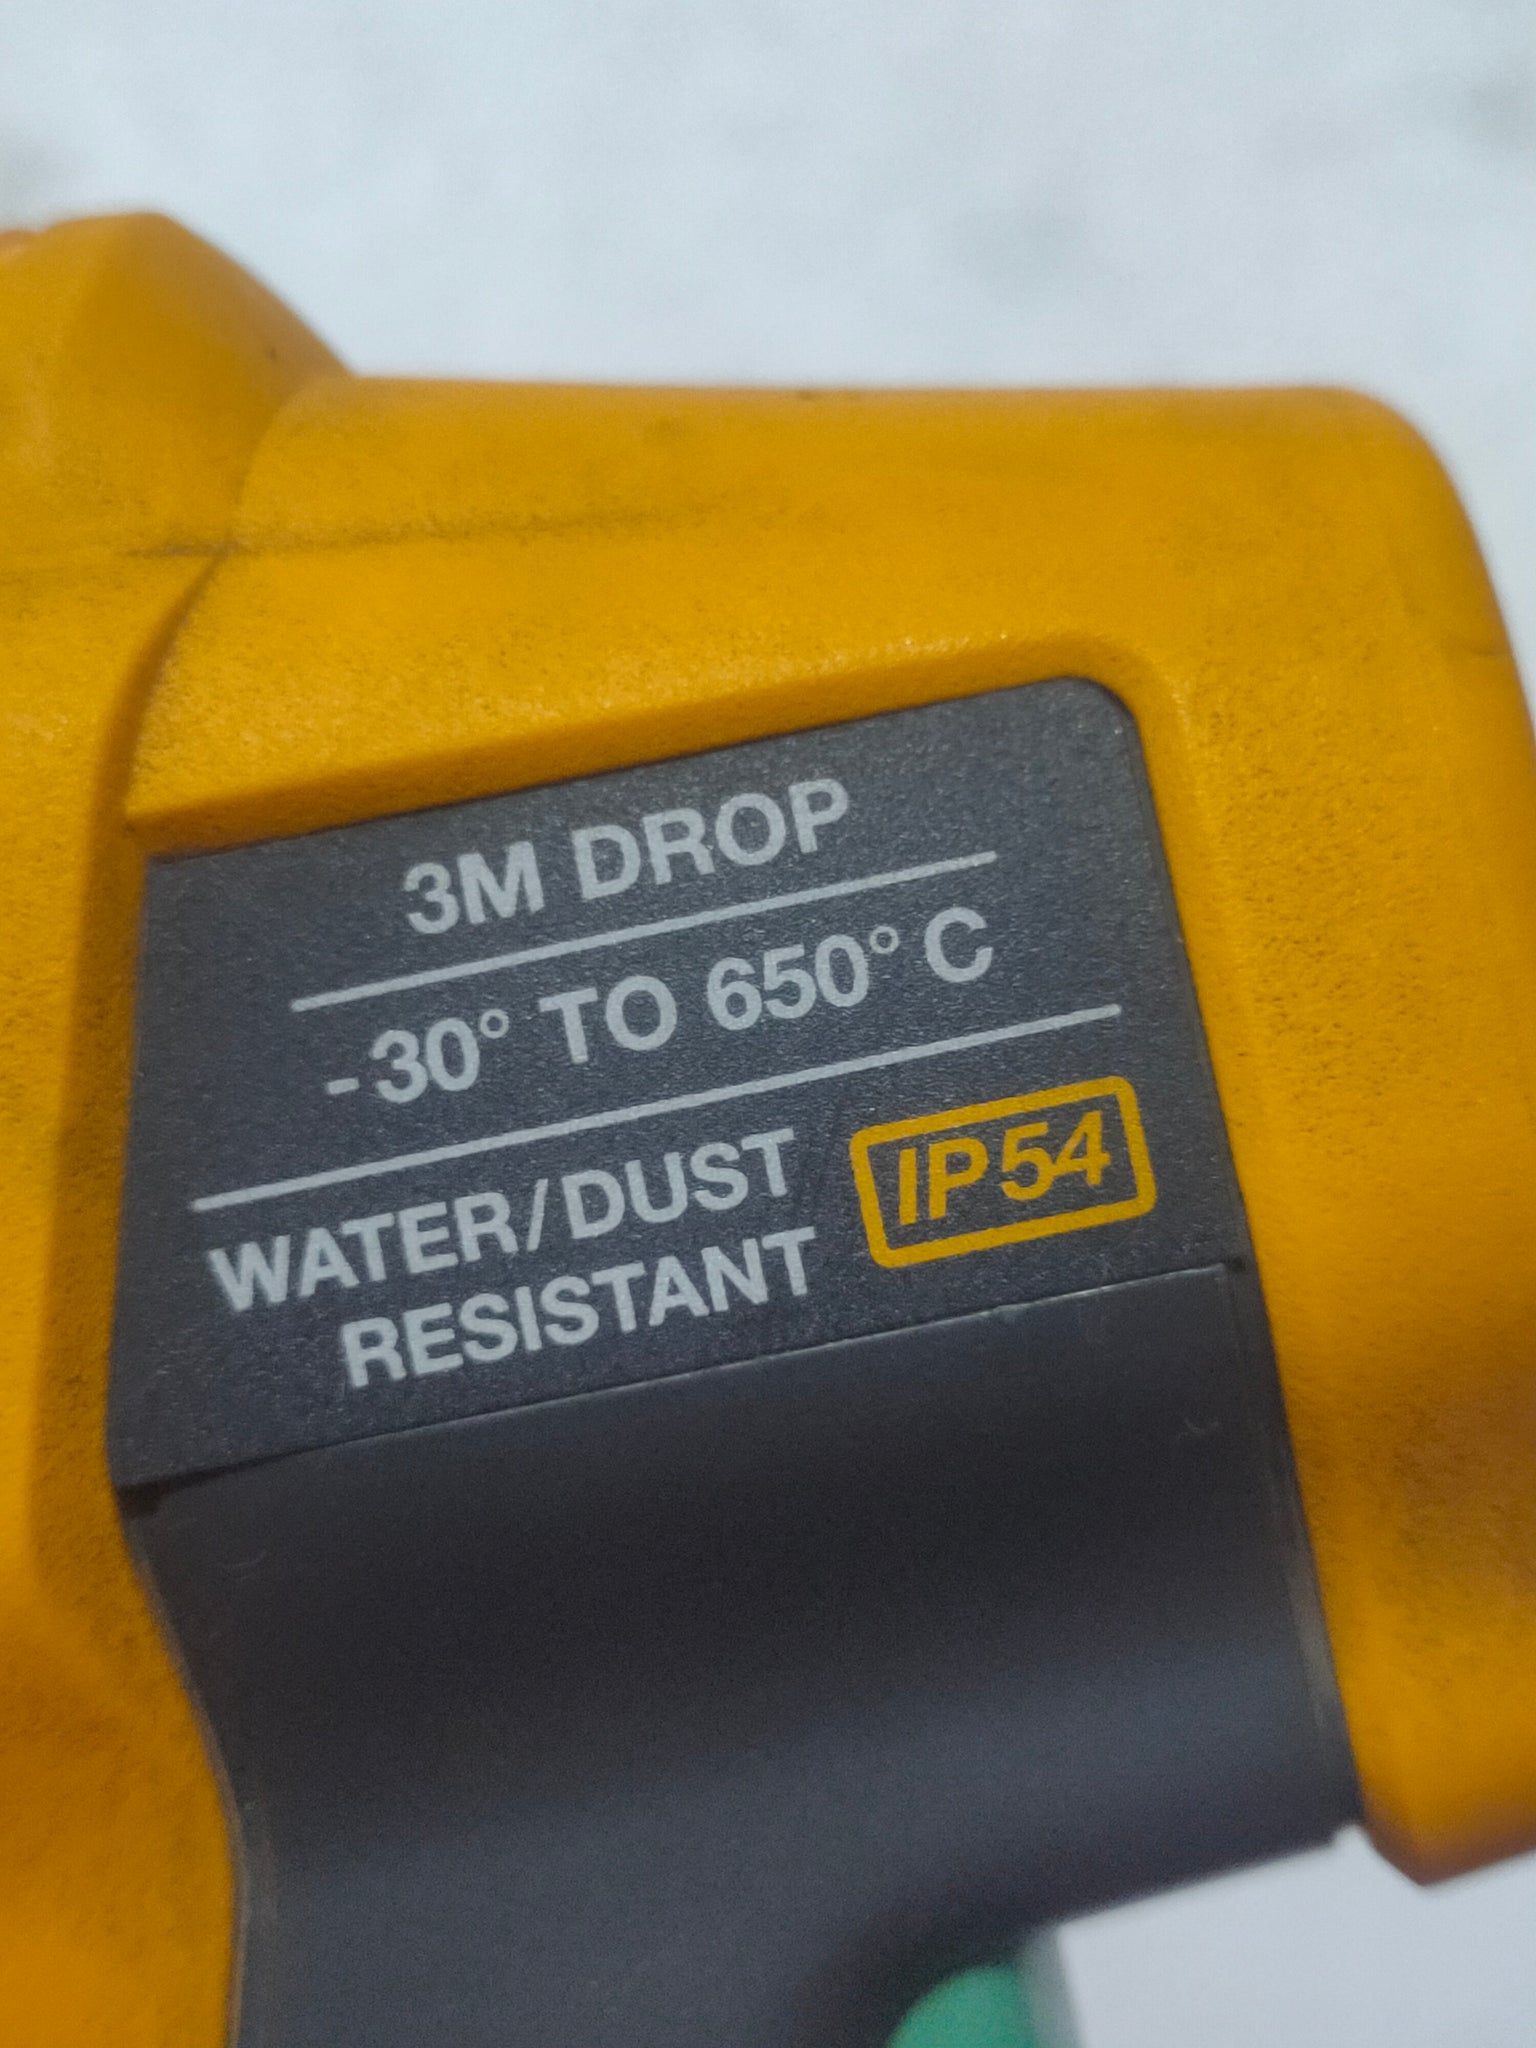 3M DROP
-30° TO 650° C
WATER/DUST
RESISTANT
IP54